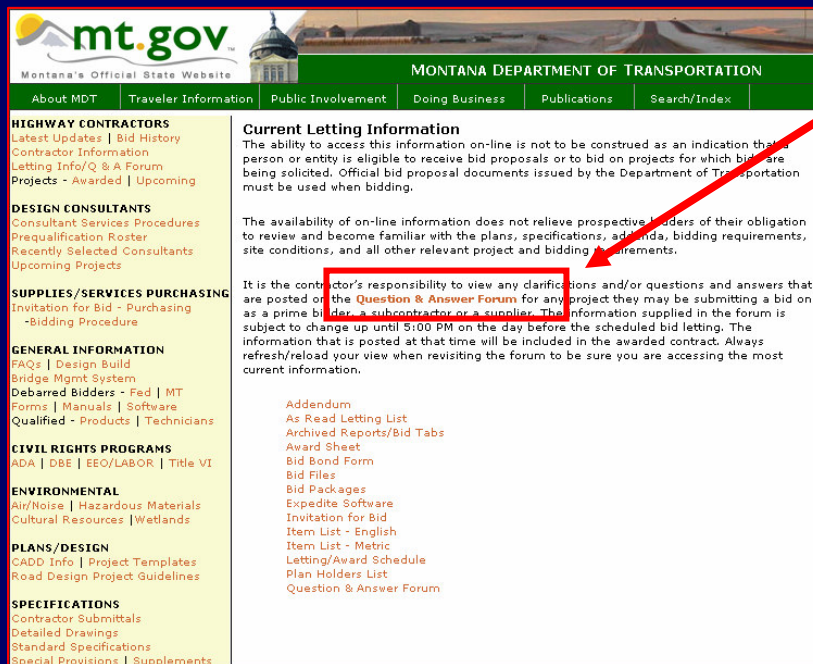 mt.gov™
Montana's Official State Website
MONTANA DEPARTMENT OF TRANSPORTATION
About MDT | Traveler Information | Public Involvement | Doing Business | Publications | Search/Index
HIGHWAY CONTRACTORS
Latest Updates | Bid History
Contractor Information
Letting Info/Q & A Forum
Projects - Awarded | Upcoming
DESIGN CONSULTANTS
Consultant Services Procedures
Prequalification Roster
Recently Selected Consultants
Upcoming Projects
SUPPLIES/SERVICES PURCHASING
Invitation for Bid - Purchasing
-Bidding Procedure
GENERAL INFORMATION
FAQs | Design Build
Bridge Mgmt System
Debarred Bidders - Fed | MT
Forms | Manuals | Software
Qualified - Products | Technicians
CIVIL RIGHTS PROGRAMS
ADA | DBE | EEO/LABOR | Title VI
ENVIRONMENTAL
Air/Noise | Hazardous Materials
Cultural Resources |Wetlands
PLANS/DESIGN
CADD Info | Project Templates
Road Design Project Guidelines
SPECIFICATIONS
Contractor Submittals
Detailed Drawings
Standard Specifications
Special Provisions | Supplements
Current Letting Information
The ability to access this information on-line is not to be construed as an indication that a
person or entity is eligible to receive bid proposals or to bid on projects for which bids are
being solicited. Official bid proposal documents issued by the Department of Transportation
must be used when bidding.
The availability of on-line information does not relieve prospective bidders of their obligation
to review and become familiar with the plans, specifications, addenda, bidding requirements,
site conditions, and all other relevant project and bidding requirements.
It is the contractor's responsibility to view any clarifications and/or questions and answers that
are posted on the Question & Answer Forum for any project they may be submitting a bid on
as a prime bidder, a subcontractor or a supplier. The information supplied in the forum is
subject to change up until 5:00 PM on the day before the scheduled bid letting. The
information that is posted at that time will be included in the awarded contract. Always
refresh/reload your view when revisiting the forum to be sure you are accessing the most
current information.
Addendum
As Read Letting List
Archived Reports/Bid Tabs
Award Sheet
Bid Bond Form
Bid Files
Bid Packages
Expedite Software
Invitation for Bid
Item List - English
Item List - Metric
Letting/Award Schedule
Plan Holders List
Question & Answer Forum